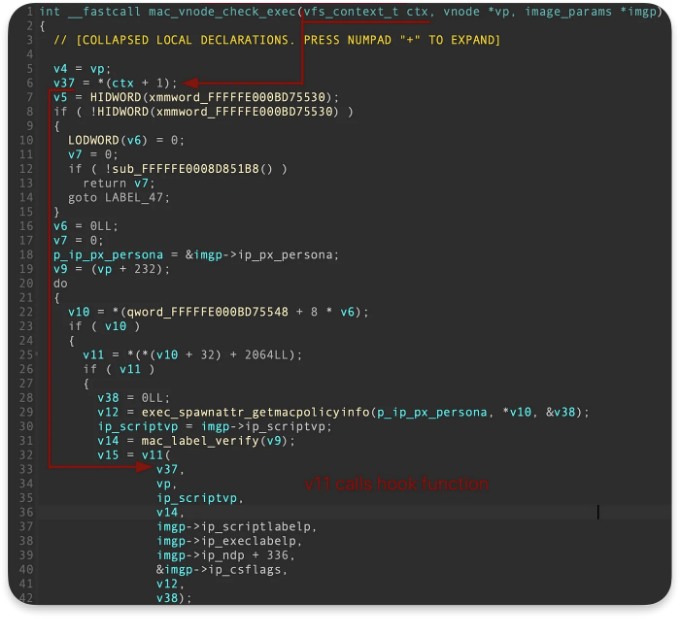 1 int __fastcall mac_vnode_check_exec(vfs_context_t ctx, vnode *vp, image_params *imgp)
2 {
3 // [COLLAPSED LOCAL DECLARATIONS. PRESS NUMPAD "+" TO EXPAND]
4
5 v4 = vp;
6 v37 = *(ctx + 1);
7 v5 = HIDWORD(xmmword_FFFFFE000BD75530);
8 if ( !HIDWORD(xmmword_FFFFFE000BD75530) )
9 {
10 LODWORD(v6) = 0;
11 v7 = 0;
12 if ( !sub_FFFFFE0008D851B8() )
13 return v7;
14 goto LABEL_47;
15 }
16 v6 = 0LL;
17 v7 = 0;
18 p_ip_px_persona = &imgp->ip_px_persona;
19 v9 = (vp + 232);
20 do
21 {
22 v10 = *(qword_FFFFFE000BD75548 + 8 * v6);
23 if ( v10 )
24 {
25 v11 = *(*(v10 + 32) + 2064LL);
26 if ( v11 )
27 {
28 v38 = 0LL;
29 v12 = exec_spawnattr_getmacpolicyinfo(p_ip_px_persona, *v10, &v38);
30 ip_scriptvp = imgp->ip_scriptvp;
31 v14 = mac_label_verify(v9);
32 v15 = v11(
33 v37,
34 vp,
35 ip_scriptvp,
36 v14,
37 imgp->ip_scriptlabelp,
38 imgp->ip_execlabelp,
39 imgp->ip_ndp + 336,
40 &imgp->ip_csflags,
41 v12,
42 v38);
v11 calls hook function